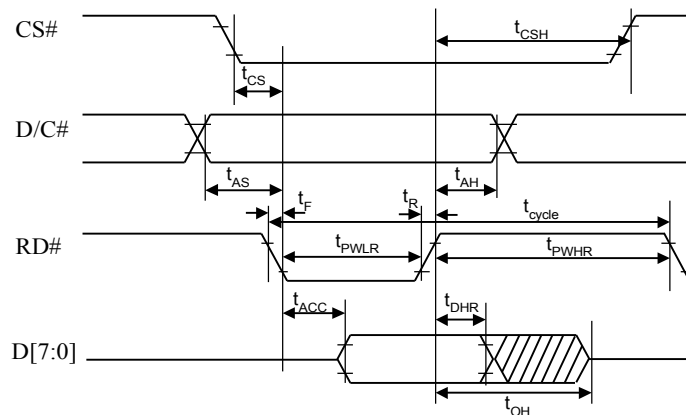 CS#
t_CSH
t_CS
D/C#
t_AS
t_AH
t_F
t_R
t_cycle
RD#
t_PWLR
t_PWHR
t_ACC
t_DHR
D[7:0]
t_OH